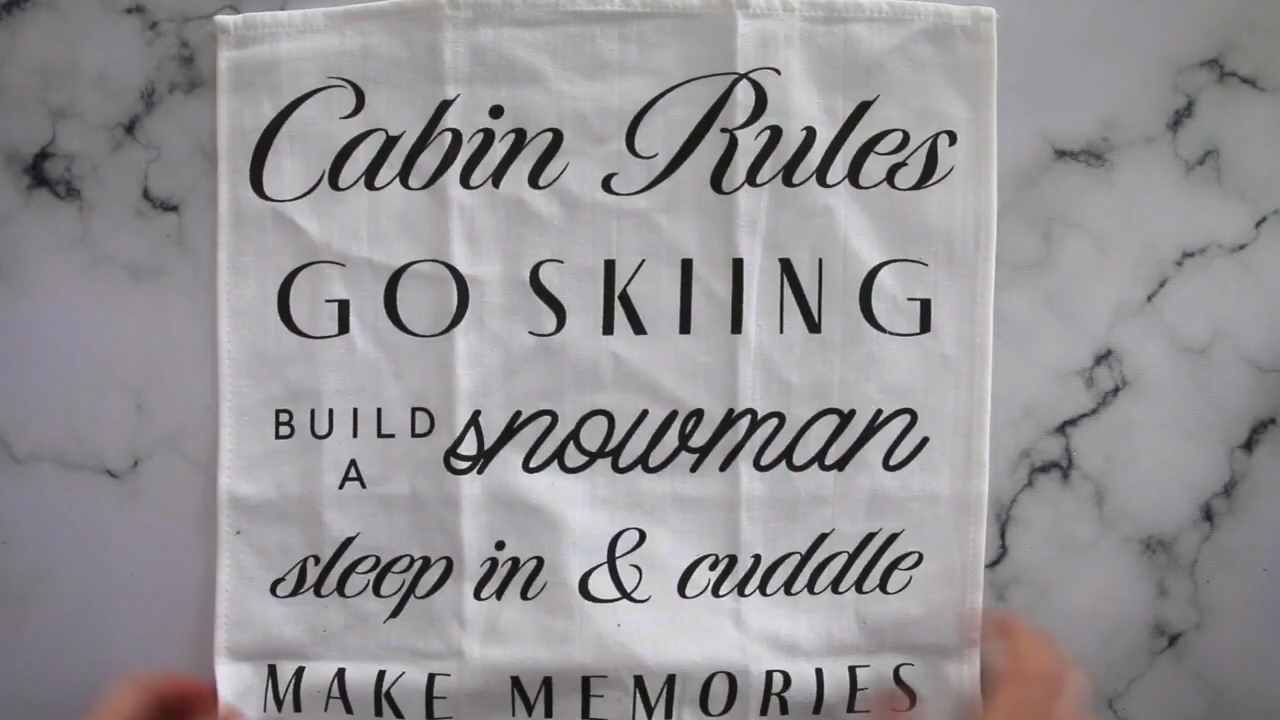 Cabin Rules
GO SKIING
BUILD A snowman
sleep in & cuddle
MAKE MEMORIES